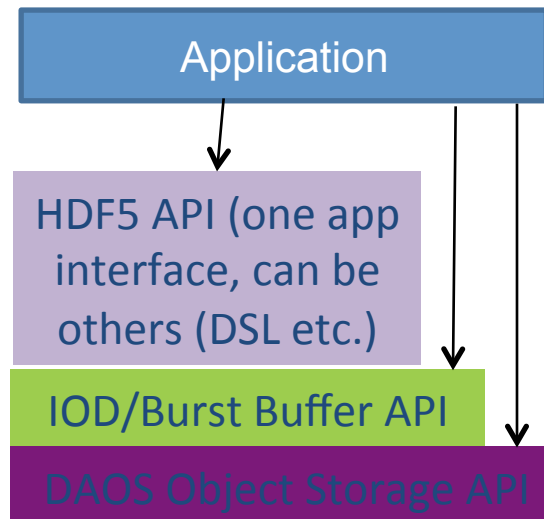 Application
HDF5 API (one app
interface, can be
others (DSL etc.)
IOD/Burst Buffer API
DAOS Object Storage API